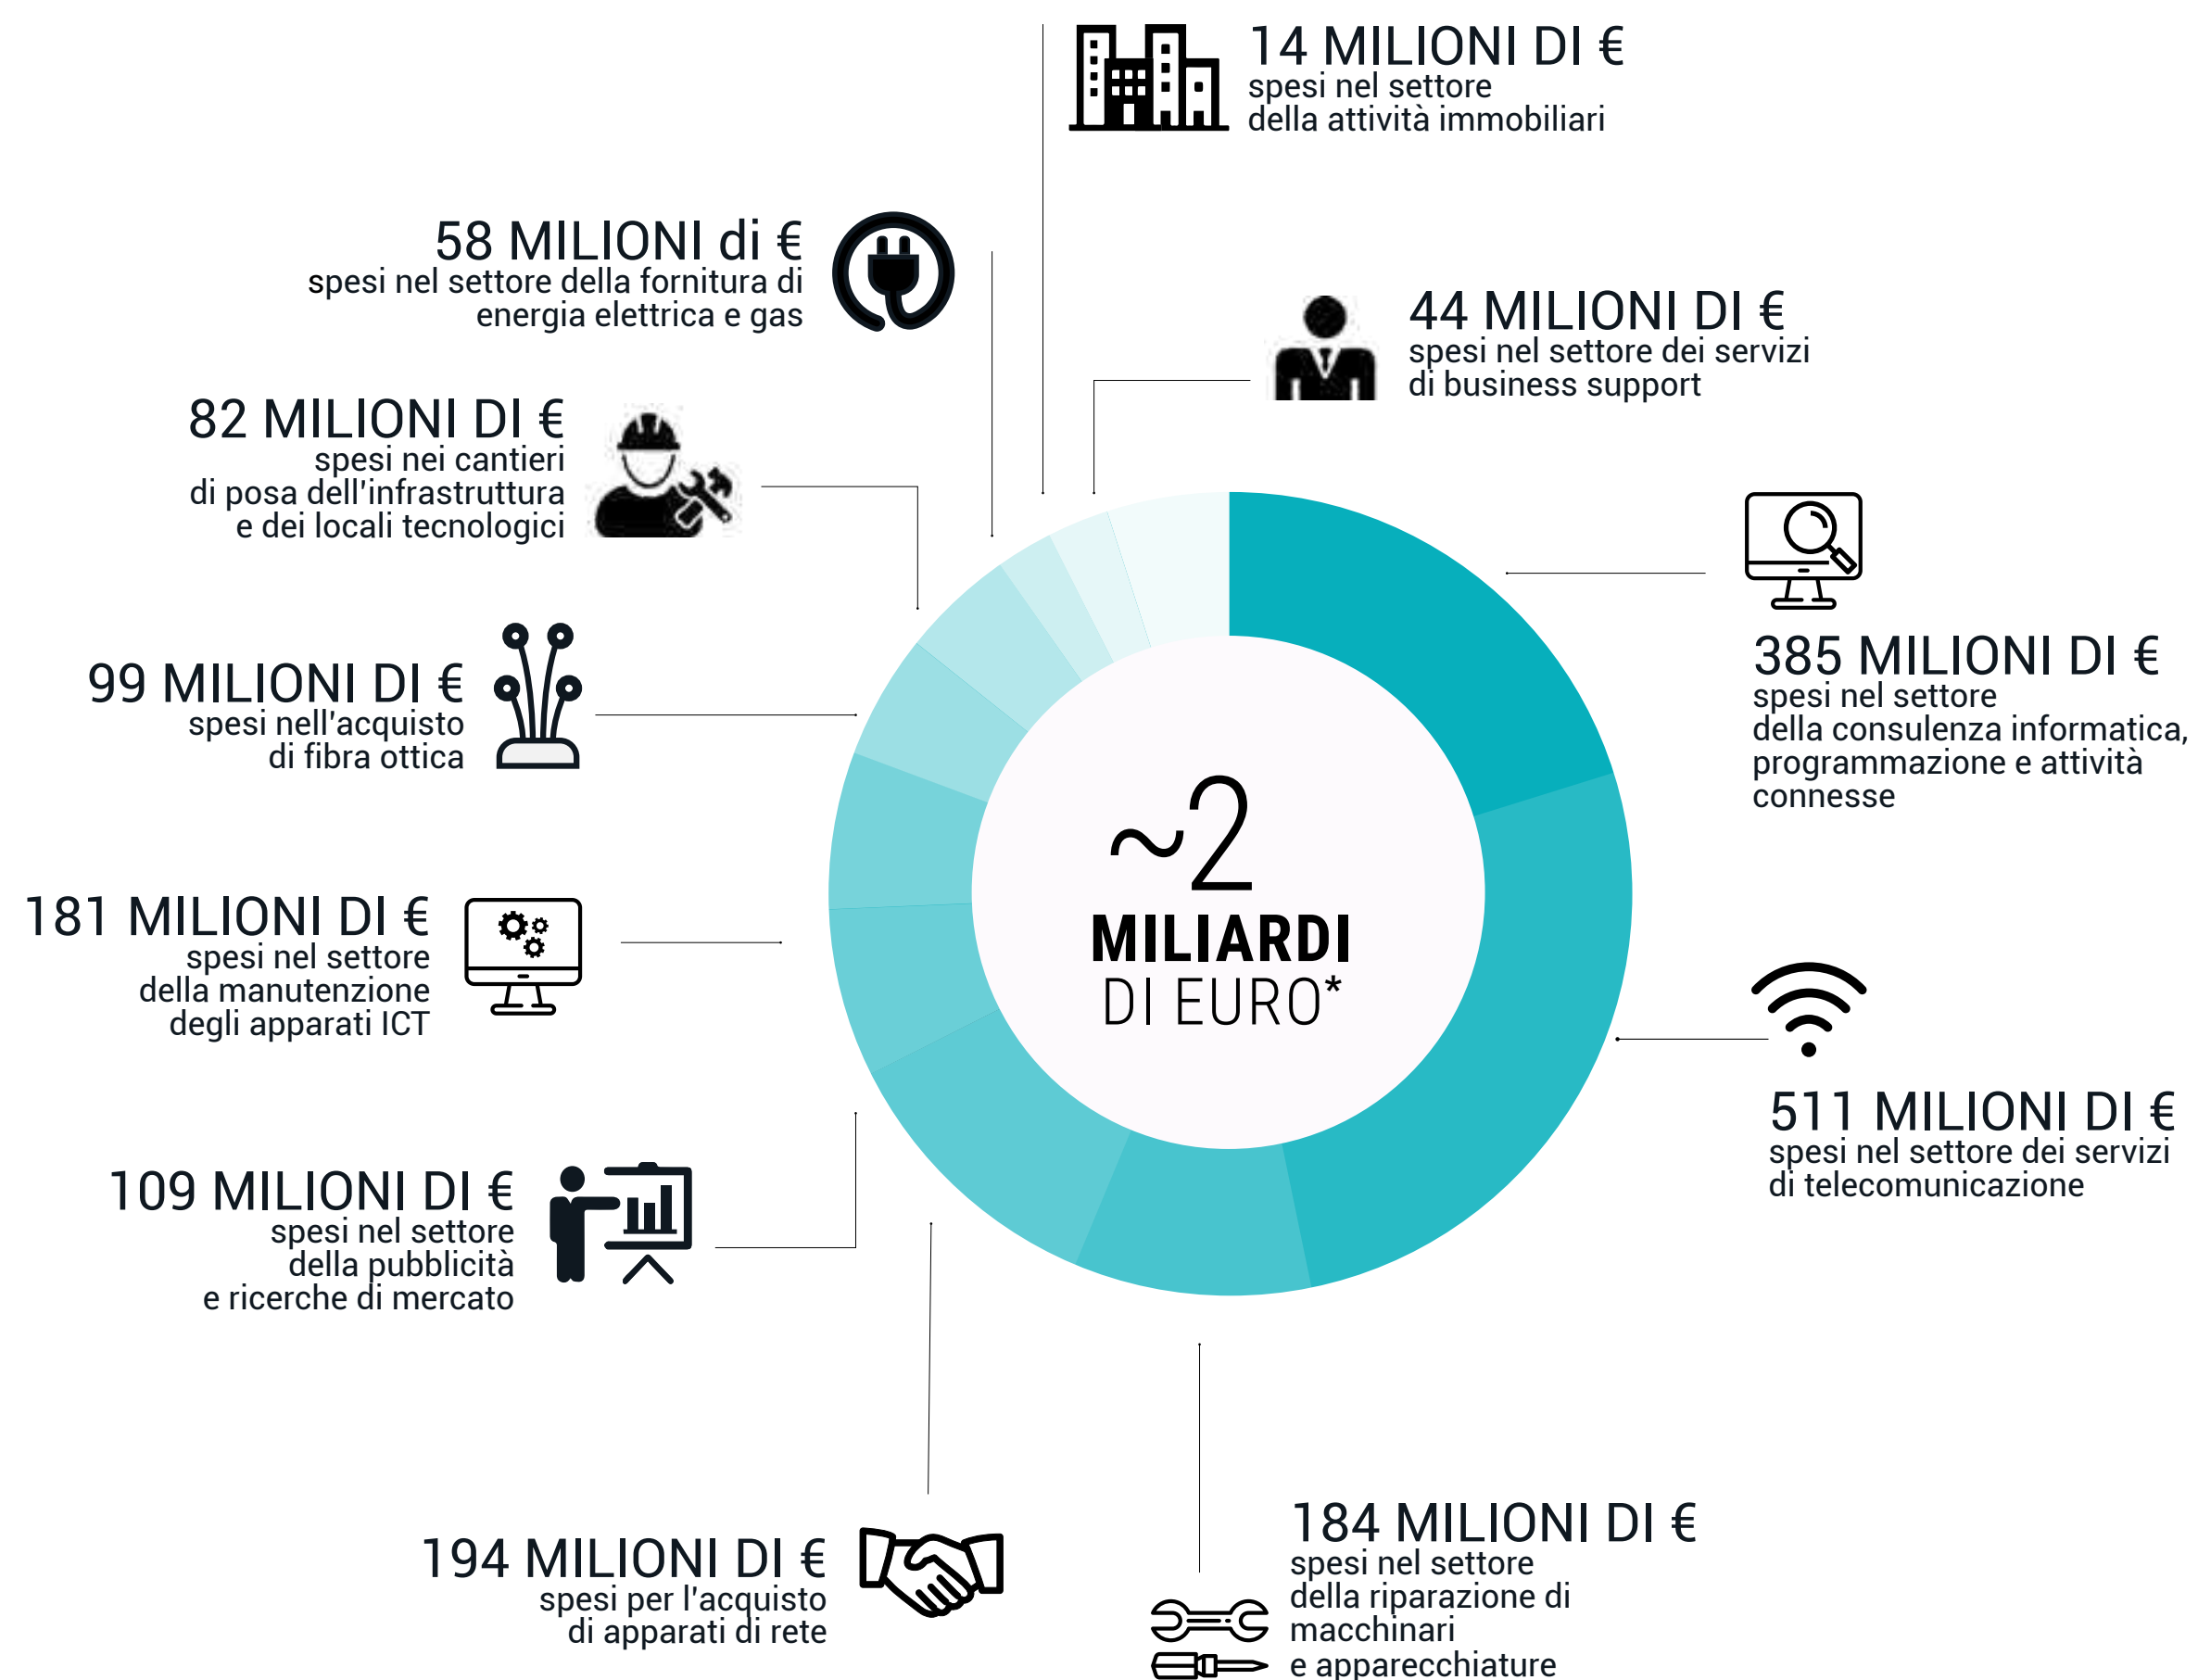 14 MILIONI DI €
spesi nel settore
della attività immobiliari
58 MILIONI di €
spesi nel settore della fornitura di
energia elettrica e gas
44 MILIONI DI €
spesi nel settore dei servizi
di business support
82 MILIONI DI €
spesi nei cantieri
di posa dell'infrastruttura
e dei locali tecnologici
385 MILIONI DI €
spesi nel settore
della consulenza informatica,
programmazione e attività
connesse
99 MILIONI DI €
spesi nell'acquisto
di fibra ottica
~2
MILIARDI
DI EURO*
181 MILIONI DI €
spesi nel settore
della manutenzione
degli apparati ICT
511 MILIONI DI €
spesi nel settore dei servizi
di telecomunicazione
109 MILIONI DI €
spesi nel settore
della pubblicità
e ricerche di mercato
194 MILIONI DI €
spesi per l'acquisto
di apparati di rete
184 MILIONI DI €
spesi nel settore
della riparazione di
macchinari
e apparecchiature